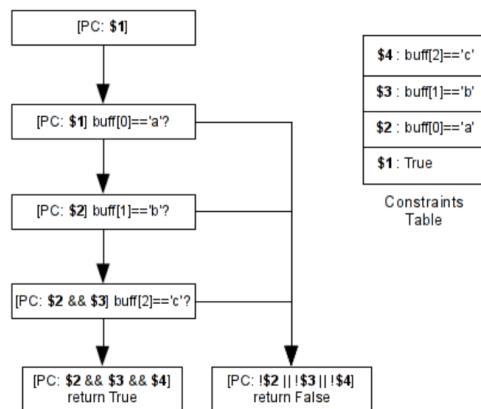 [PC: $1]
[PC: $1] buff[0]=='a'?
[PC: $2] buff[1]=='b'?
[PC: $2 && $3] buff[2]=='c'?
[PC: $2 && $3 && $4]
return True
[PC: !$2 || !$3 || !$4]
return False
$4 : buff[2]=='c'
$3 : buff[1]=='b'
$2 : buff[0]=='a'
$1 : True
Constraints
Table